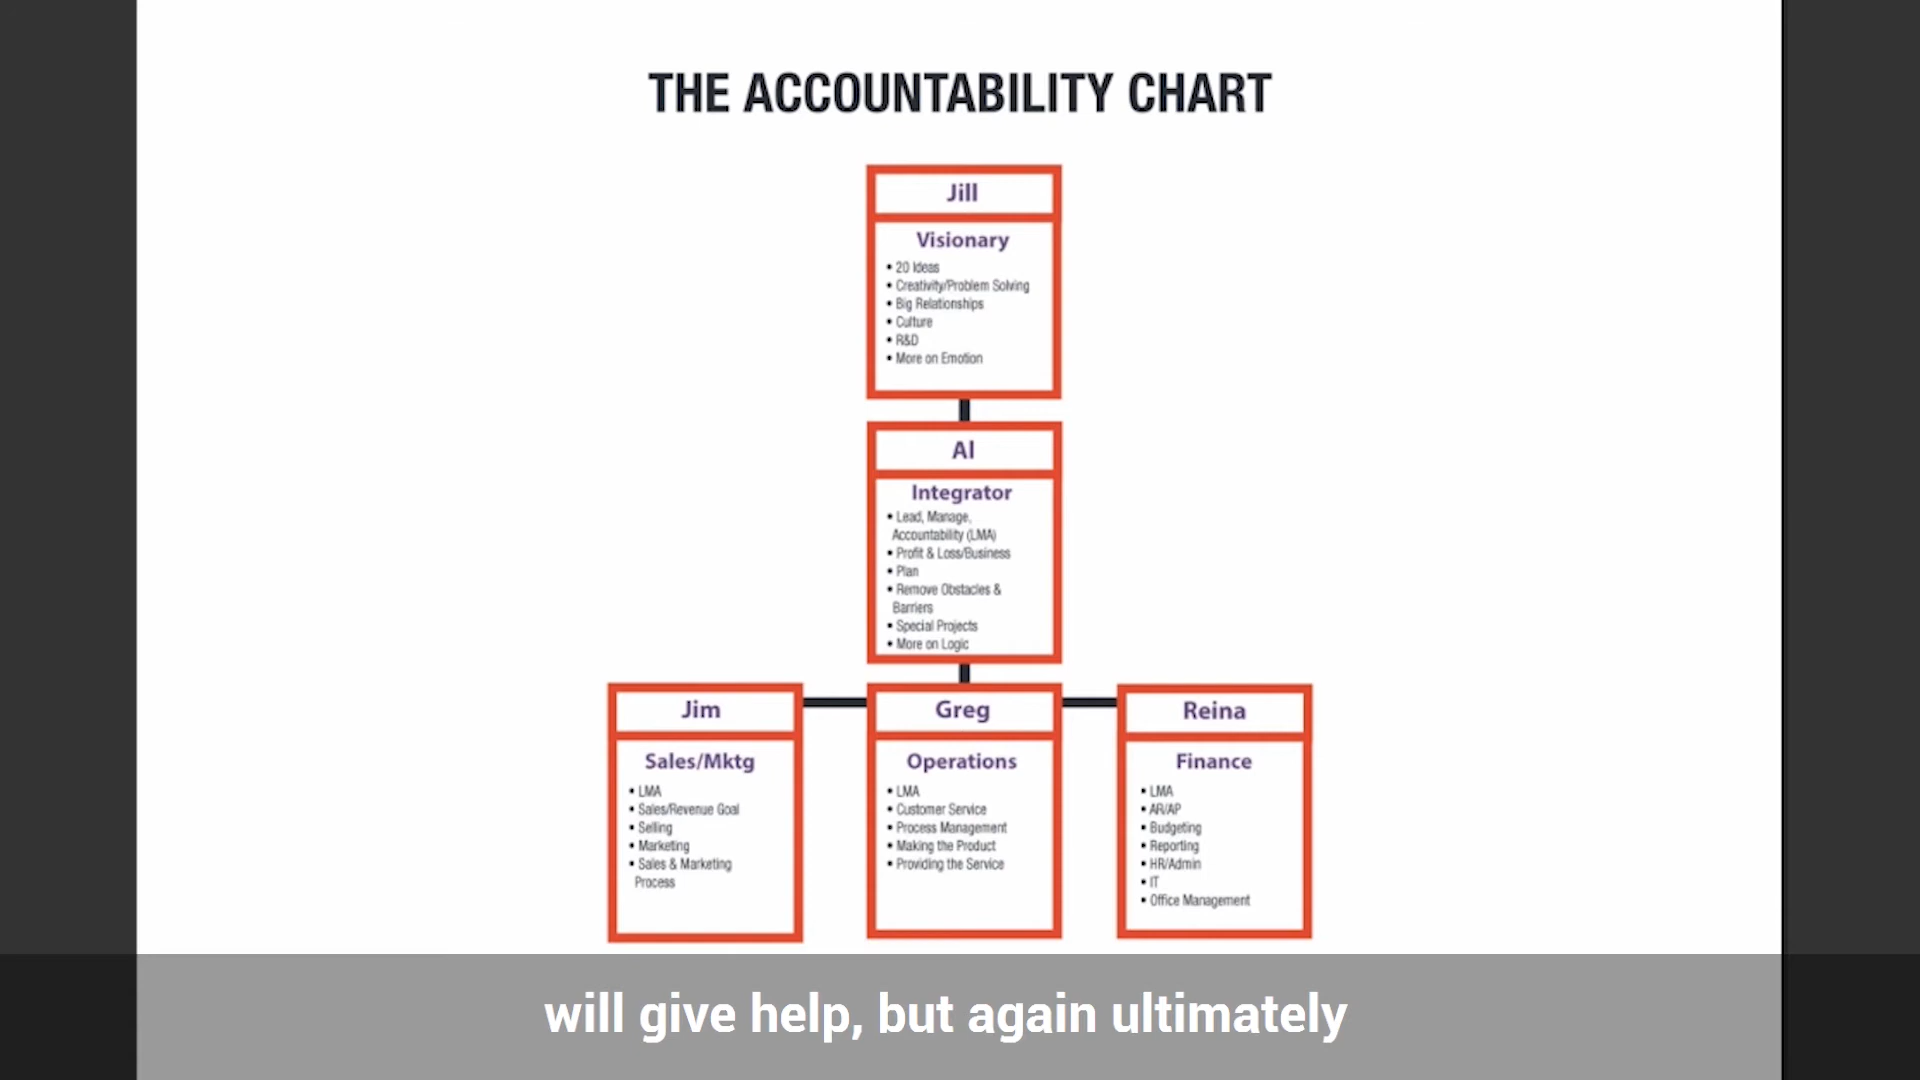 THE ACCOUNTABILITY CHART
Jill
Visionary
• 20 Ideas
• Creativity/Problem Solving
• Big Relationships
• Culture
• R&D
• More on Emotion
Al
Integrator
• Lead, Manage,
Accountability (LMA)
• Profit & Loss/Business
• Plan
• Remove Obstacles &
Barriers
• Special Projects
• More on Logic
Jim
Sales/Mktg
• LMA
• Sales/Revenue Goal
• Selling
• Marketing
• Sales & Marketing
Process
Greg
Operations
• LMA
• Customer Service
• Process Management
• Making the Product
• Providing the Service
Reina
Finance
• LMA
• AR/AP
• Budgeting
• Reporting
• HR/Admin
• IT
• Office Management
will give help, but again ultimately